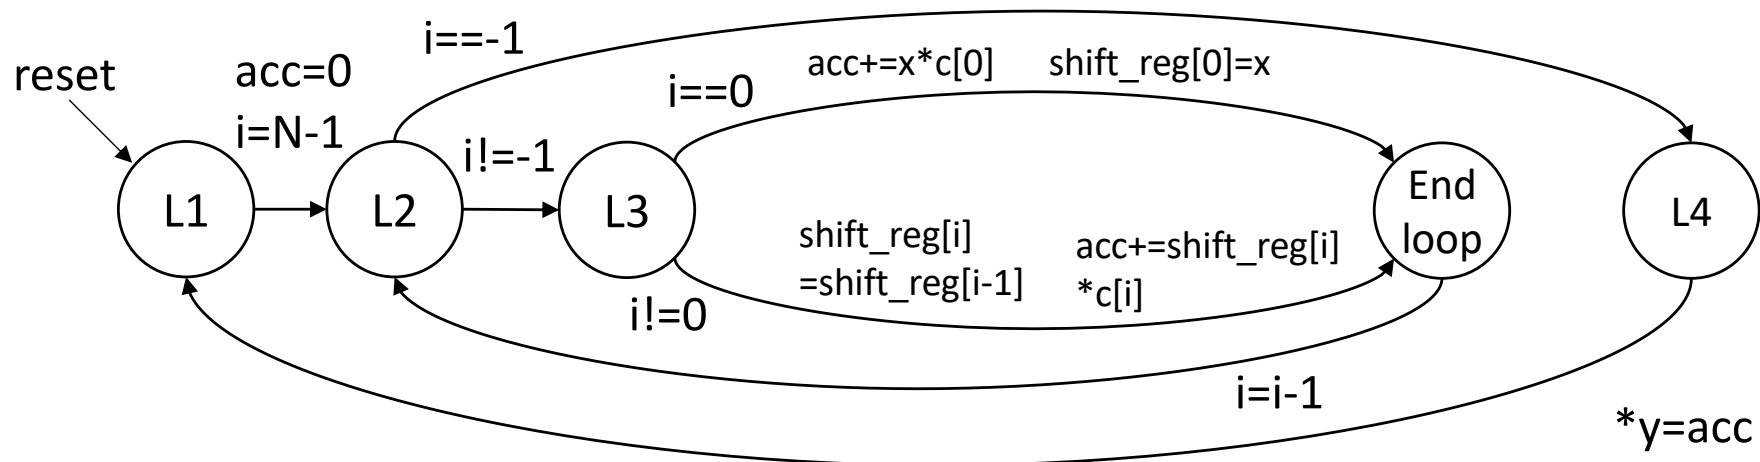 reset
acc=0
i=N-1
i==-1
i!=-1
i==0
acc+=x*c[0]
shift_reg[0]=x
L1
L2
L3
End
loop
L4
shift_reg[i]
=shift_reg[i-1]
acc+=shift_reg[i]
*c[i]
i!=0
i=i-1
*y=acc